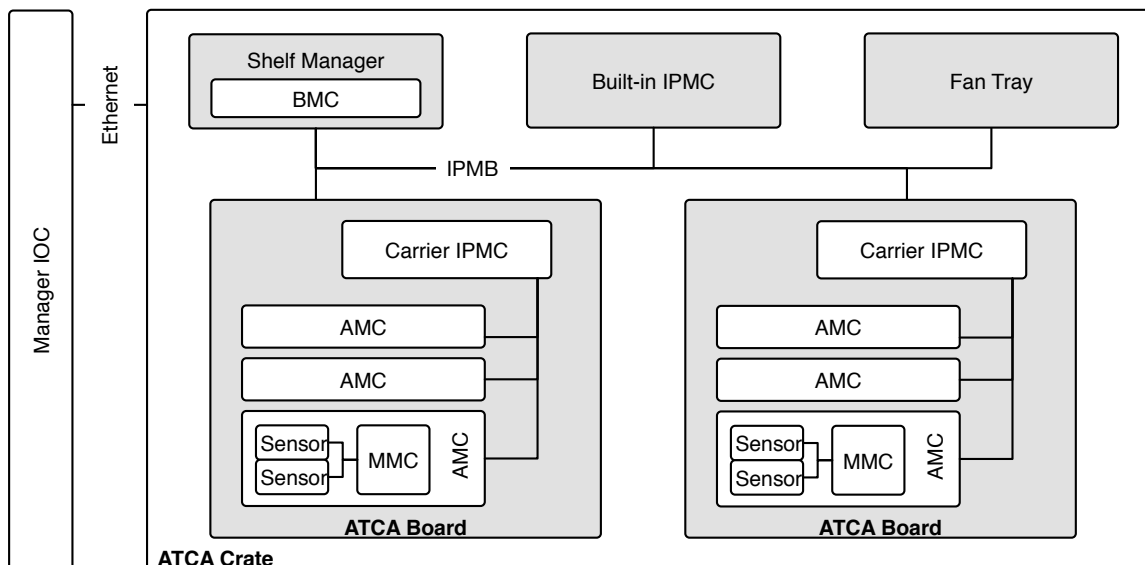 Manager IOC
Ethernet
Shelf Manager
BMC
Built-in IPMC
Fan Tray
IPMB
Carrier IPMC
AMC
AMC
Sensor
Sensor
MMC
AMC
ATCA Board
Carrier IPMC
AMC
AMC
Sensor
Sensor
MMC
AMC
ATCA Board
ATCA Crate